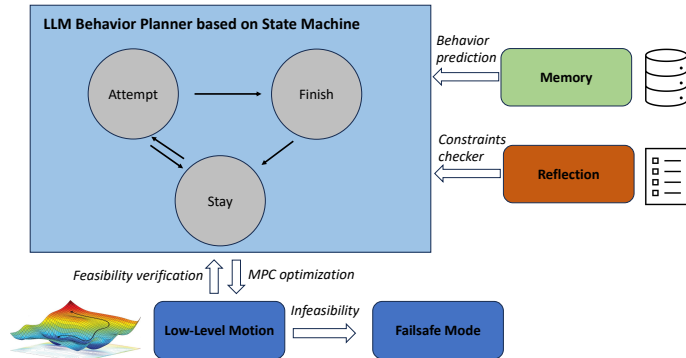 LLM Behavior Planner based on State Machine
Attempt
Finish
Stay
Behavior
prediction
Memory
Constraints
checker
Reflection
Feasibility verification
MPC optimization
Low-Level Motion
Infeasibility
Failsafe Mode